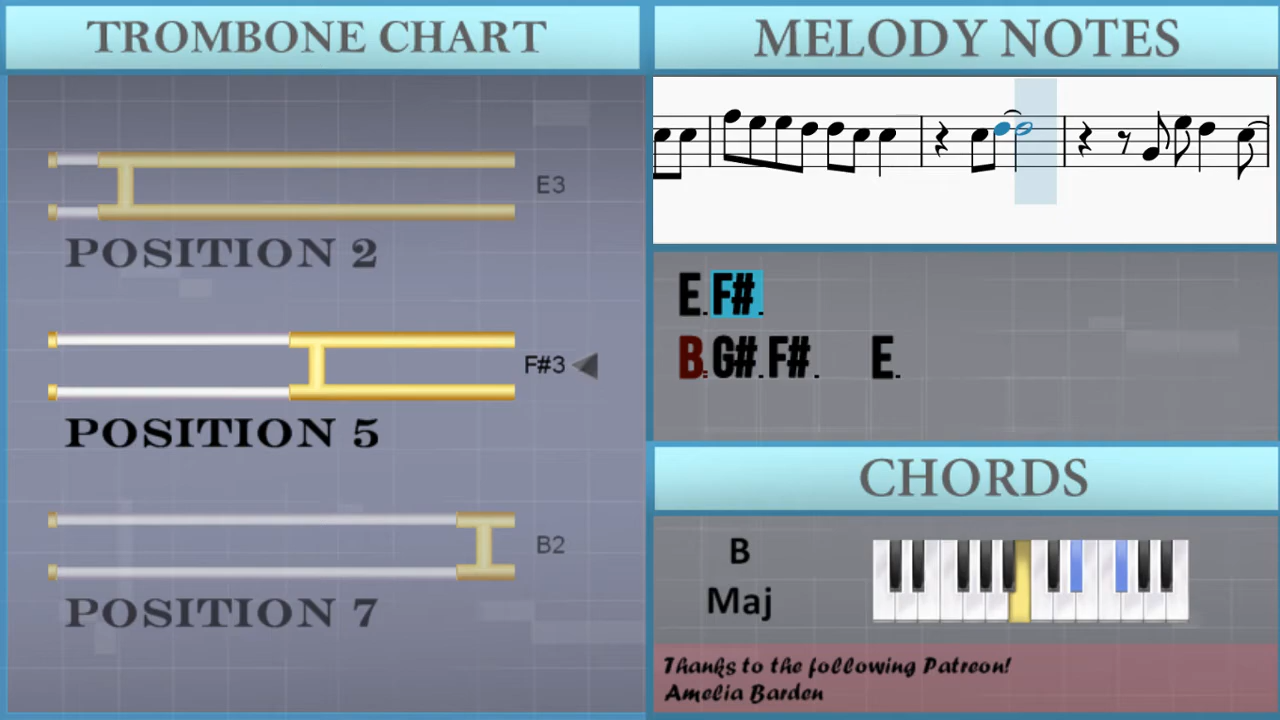 TROMBONE CHART
E3
POSITION 2
F#3
POSITION 5
B2
POSITION 7
MELODY NOTES
E. F#.
B. G#. F#. E.
CHORDS
B
Maj
Thanks to the following Patreon!
Amelia Barden